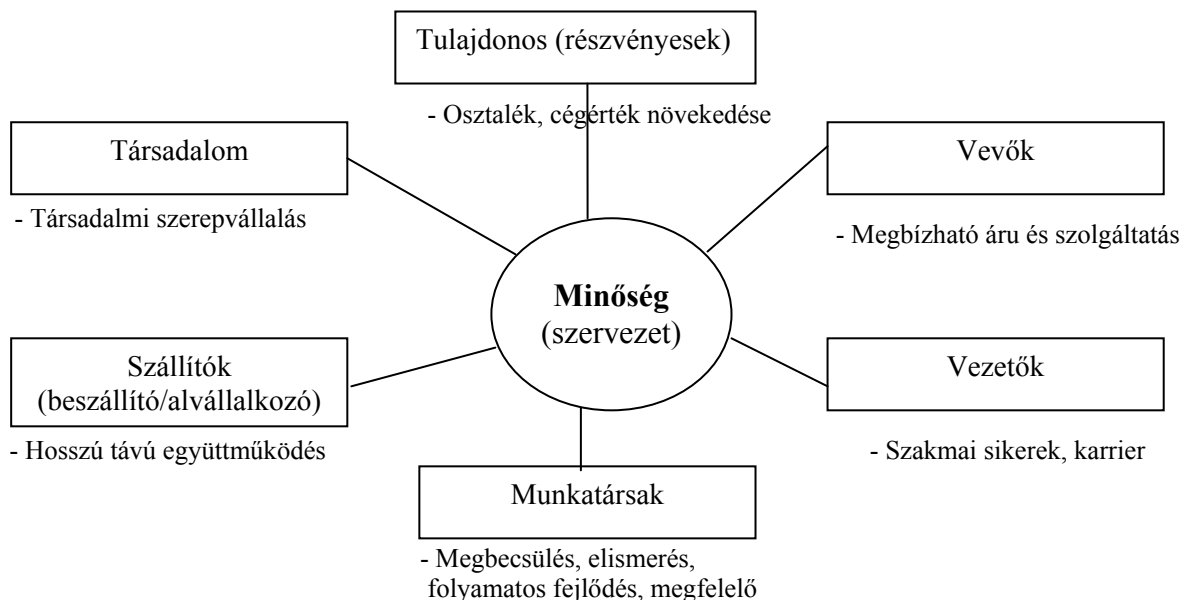 Tulajdonos (részvényesek)
- Osztalék, cégérték növekedése
Társadalom
- Társadalmi szerepvállalás
Vevők
- Megbízható áru és szolgáltatás
Minőség
(szervezet)
Szállítók
(beszállító/alvállalkozó)
- Hosszú távú együttműködés
Vezetők
- Szakmai sikerek, karrier
Munkatársak
- Megbecsülés, elismerés,
folyamatos fejlődés, megfelelő